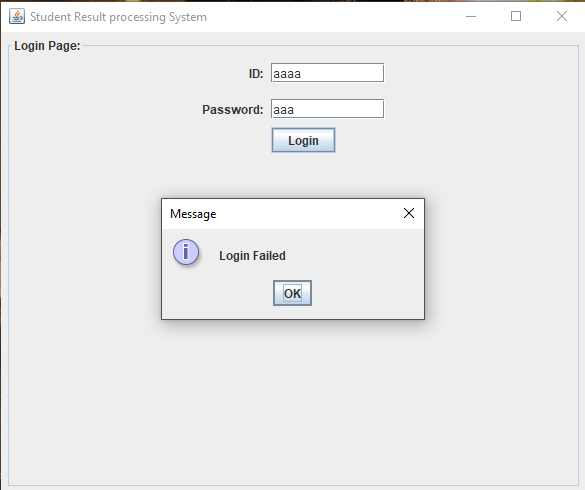 Student Result processing System
Login Page:
ID: aaaa
Password: aaa
Login
Message
Login Failed
OK